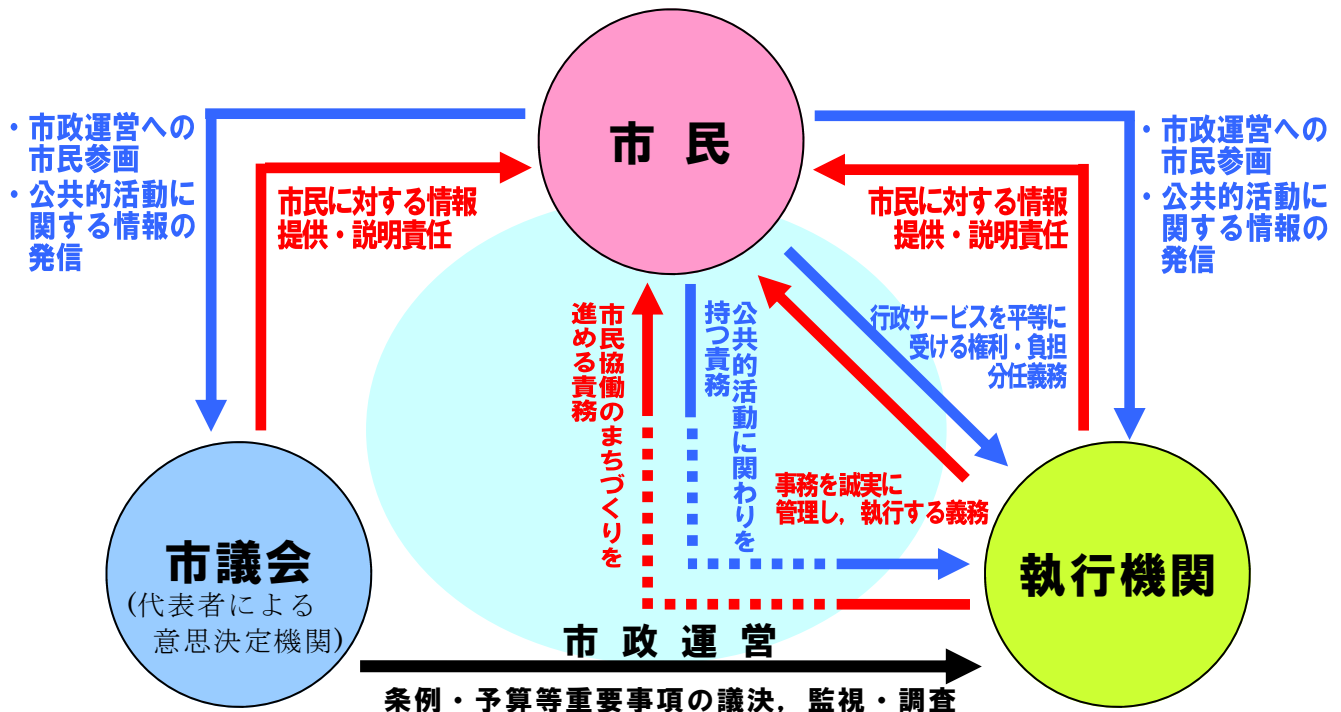 市民
・市政運営への
市民参画
・公共的活動に
関する情報の
発信
市民に対する情報
提供・説明責任
市民に対する情報
提供・説明責任
・市政運営への
市民参画
・公共的活動に
関する情報の
発信
市民協働のまちづくりを
進める責務
公共的活動に関わりを
持つ責務
行政サービスを平等に
受ける権利・負担
分任義務
事務を誠実に
管理し，執行する義務
市議会
(代表者による
意思決定機関)
執行機関
市政運営
条例・予算等重要事項の議決，監視・調査